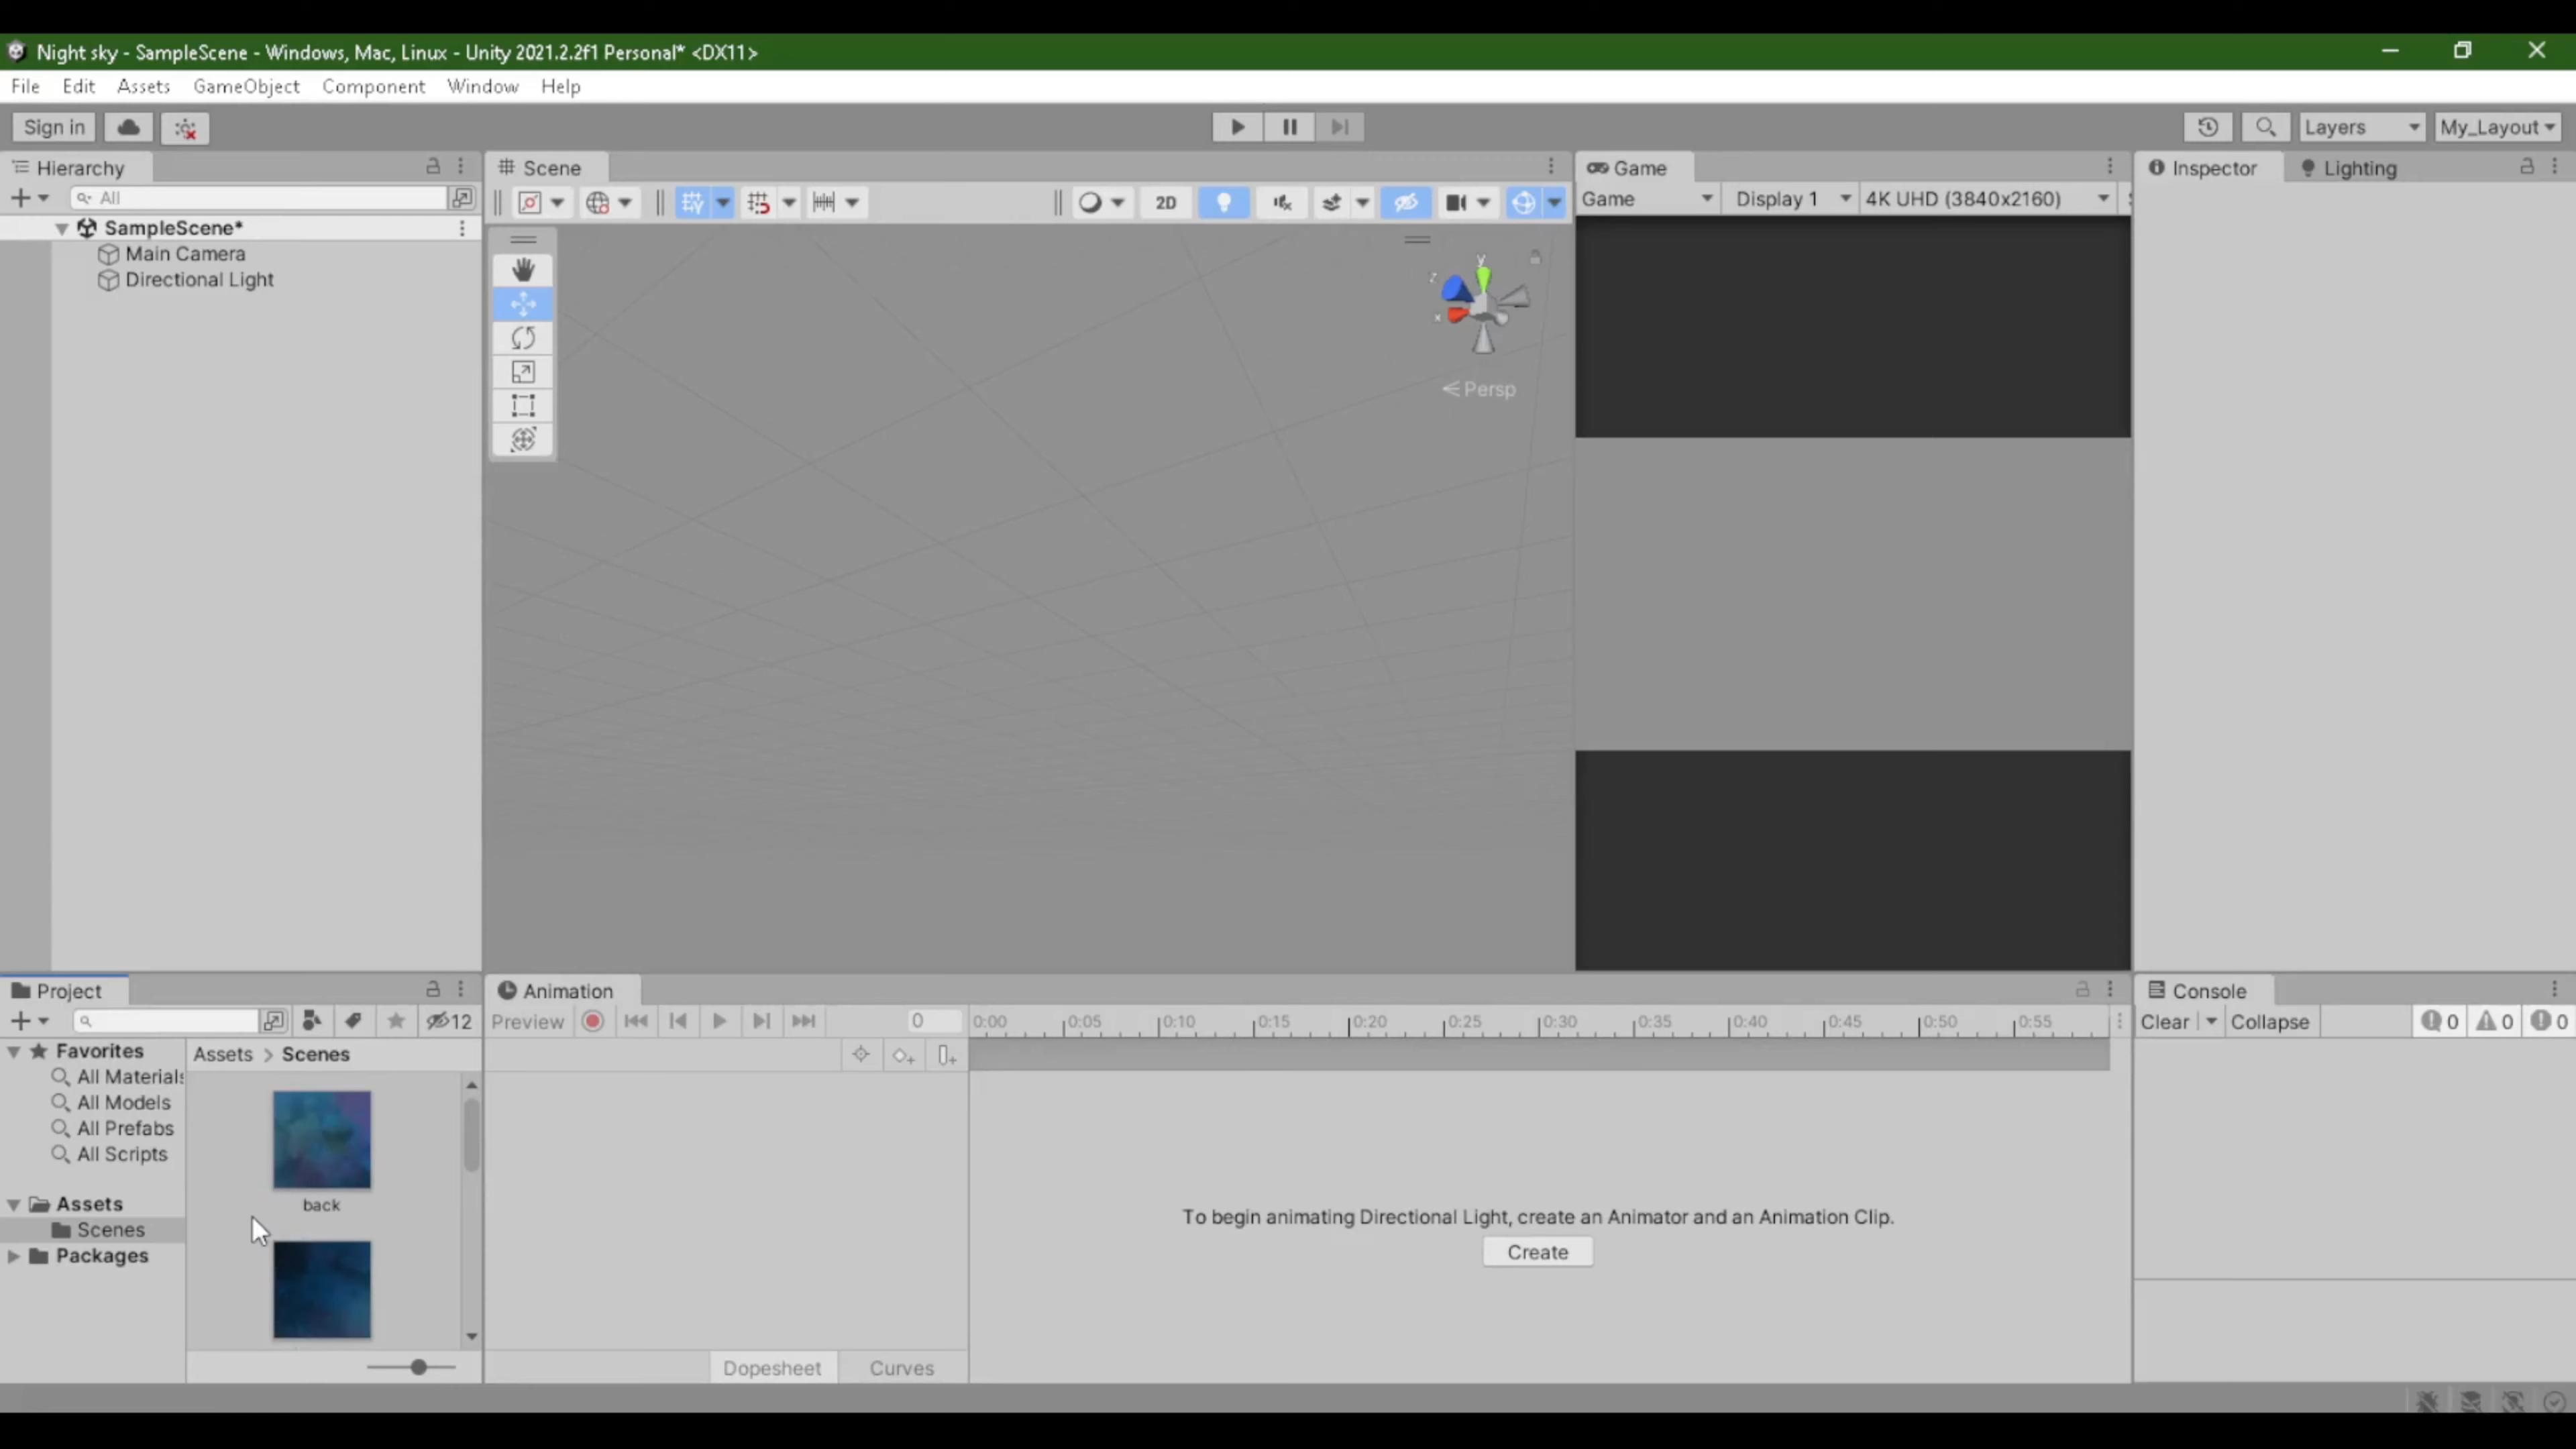 Night sky - SampleScene - Windows, Mac, Linux - Unity 2021.2.2f1 Personal* <DX11>
File Edit Assets GameObject Component Window Help
Sign in
Layers My_Layout
Hierarchy
All
SampleScene*
Main Camera
Directional Light
Scene
2D
y
z
x
Persp
Game
Game Display 1 4K UHD (3840x2160)
Inspector Lighting
Project
12
Favorites
All Materials
All Models
All Prefabs
All Scripts
Assets
Scenes
Packages
Assets > Scenes
back
Animation
Preview 0
0:00 0:05 0:10 0:15 0:20 0:25 0:30 0:35 0:40 0:45 0:50 0:55
To begin animating Directional Light, create an Animator and an Animation Clip.
Create
Dopesheet Curves
Console
Clear Collapse 0 0 0